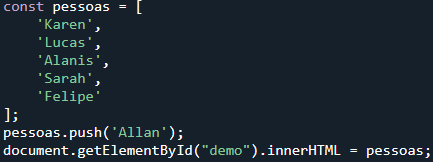 const pessoas = [
    'Karen',
    'Lucas',
    'Alanis',
    'Sarah',
    'Felipe'
];
pessoas.push('Allan');
document.getElementById("demo").innerHTML = pessoas;